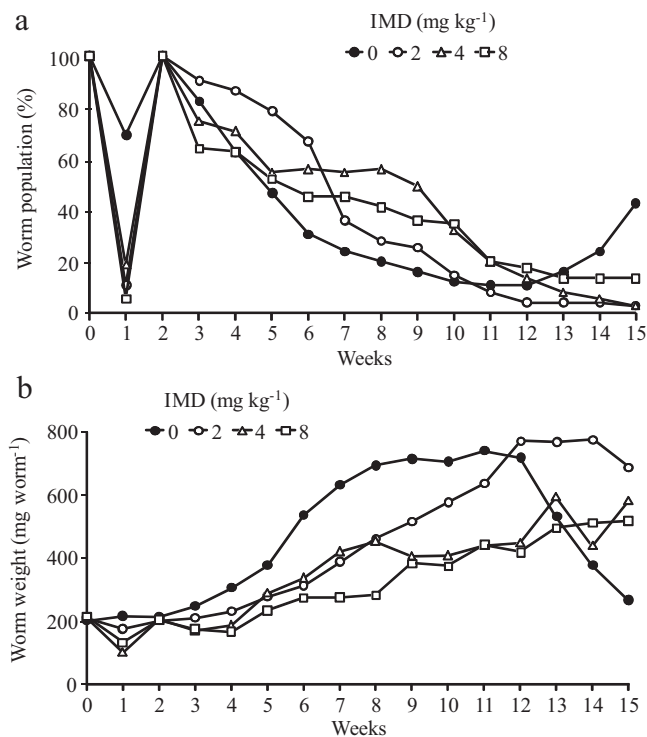 a
IMD (mg kg-1)
0 2 4 8
Worm population (%)
100
80
60
40
20
0
0 1 2 3 4 5 6 7 8 9 10 11 12 13 14 15
Weeks
b
IMD (mg kg-1)
0 2 4 8
Worm weight (mg worm-1)
800
600
400
200
0
0 1 2 3 4 5 6 7 8 9 10 11 12 13 14 15
Weeks